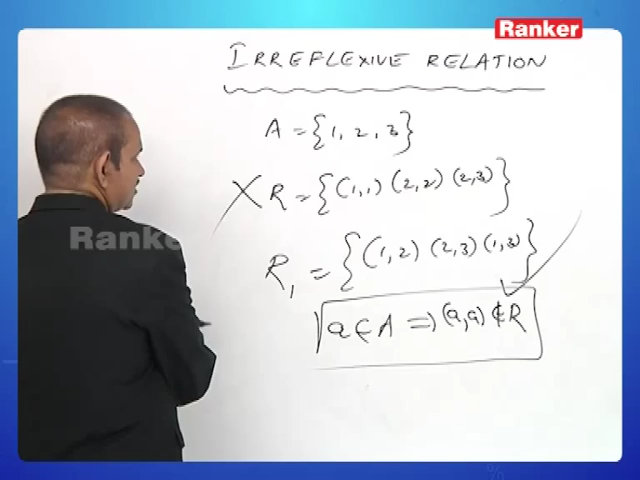 Ranker
IRREFLEXIVE RELATION
A = {1, 2, 3}
X R = {(1,1) (2,2) (2,3)}
Ranker
R₁ = {(1,2) (2,3) (1,3)}
a ∈ A ⇒ (a,a) ∉ R